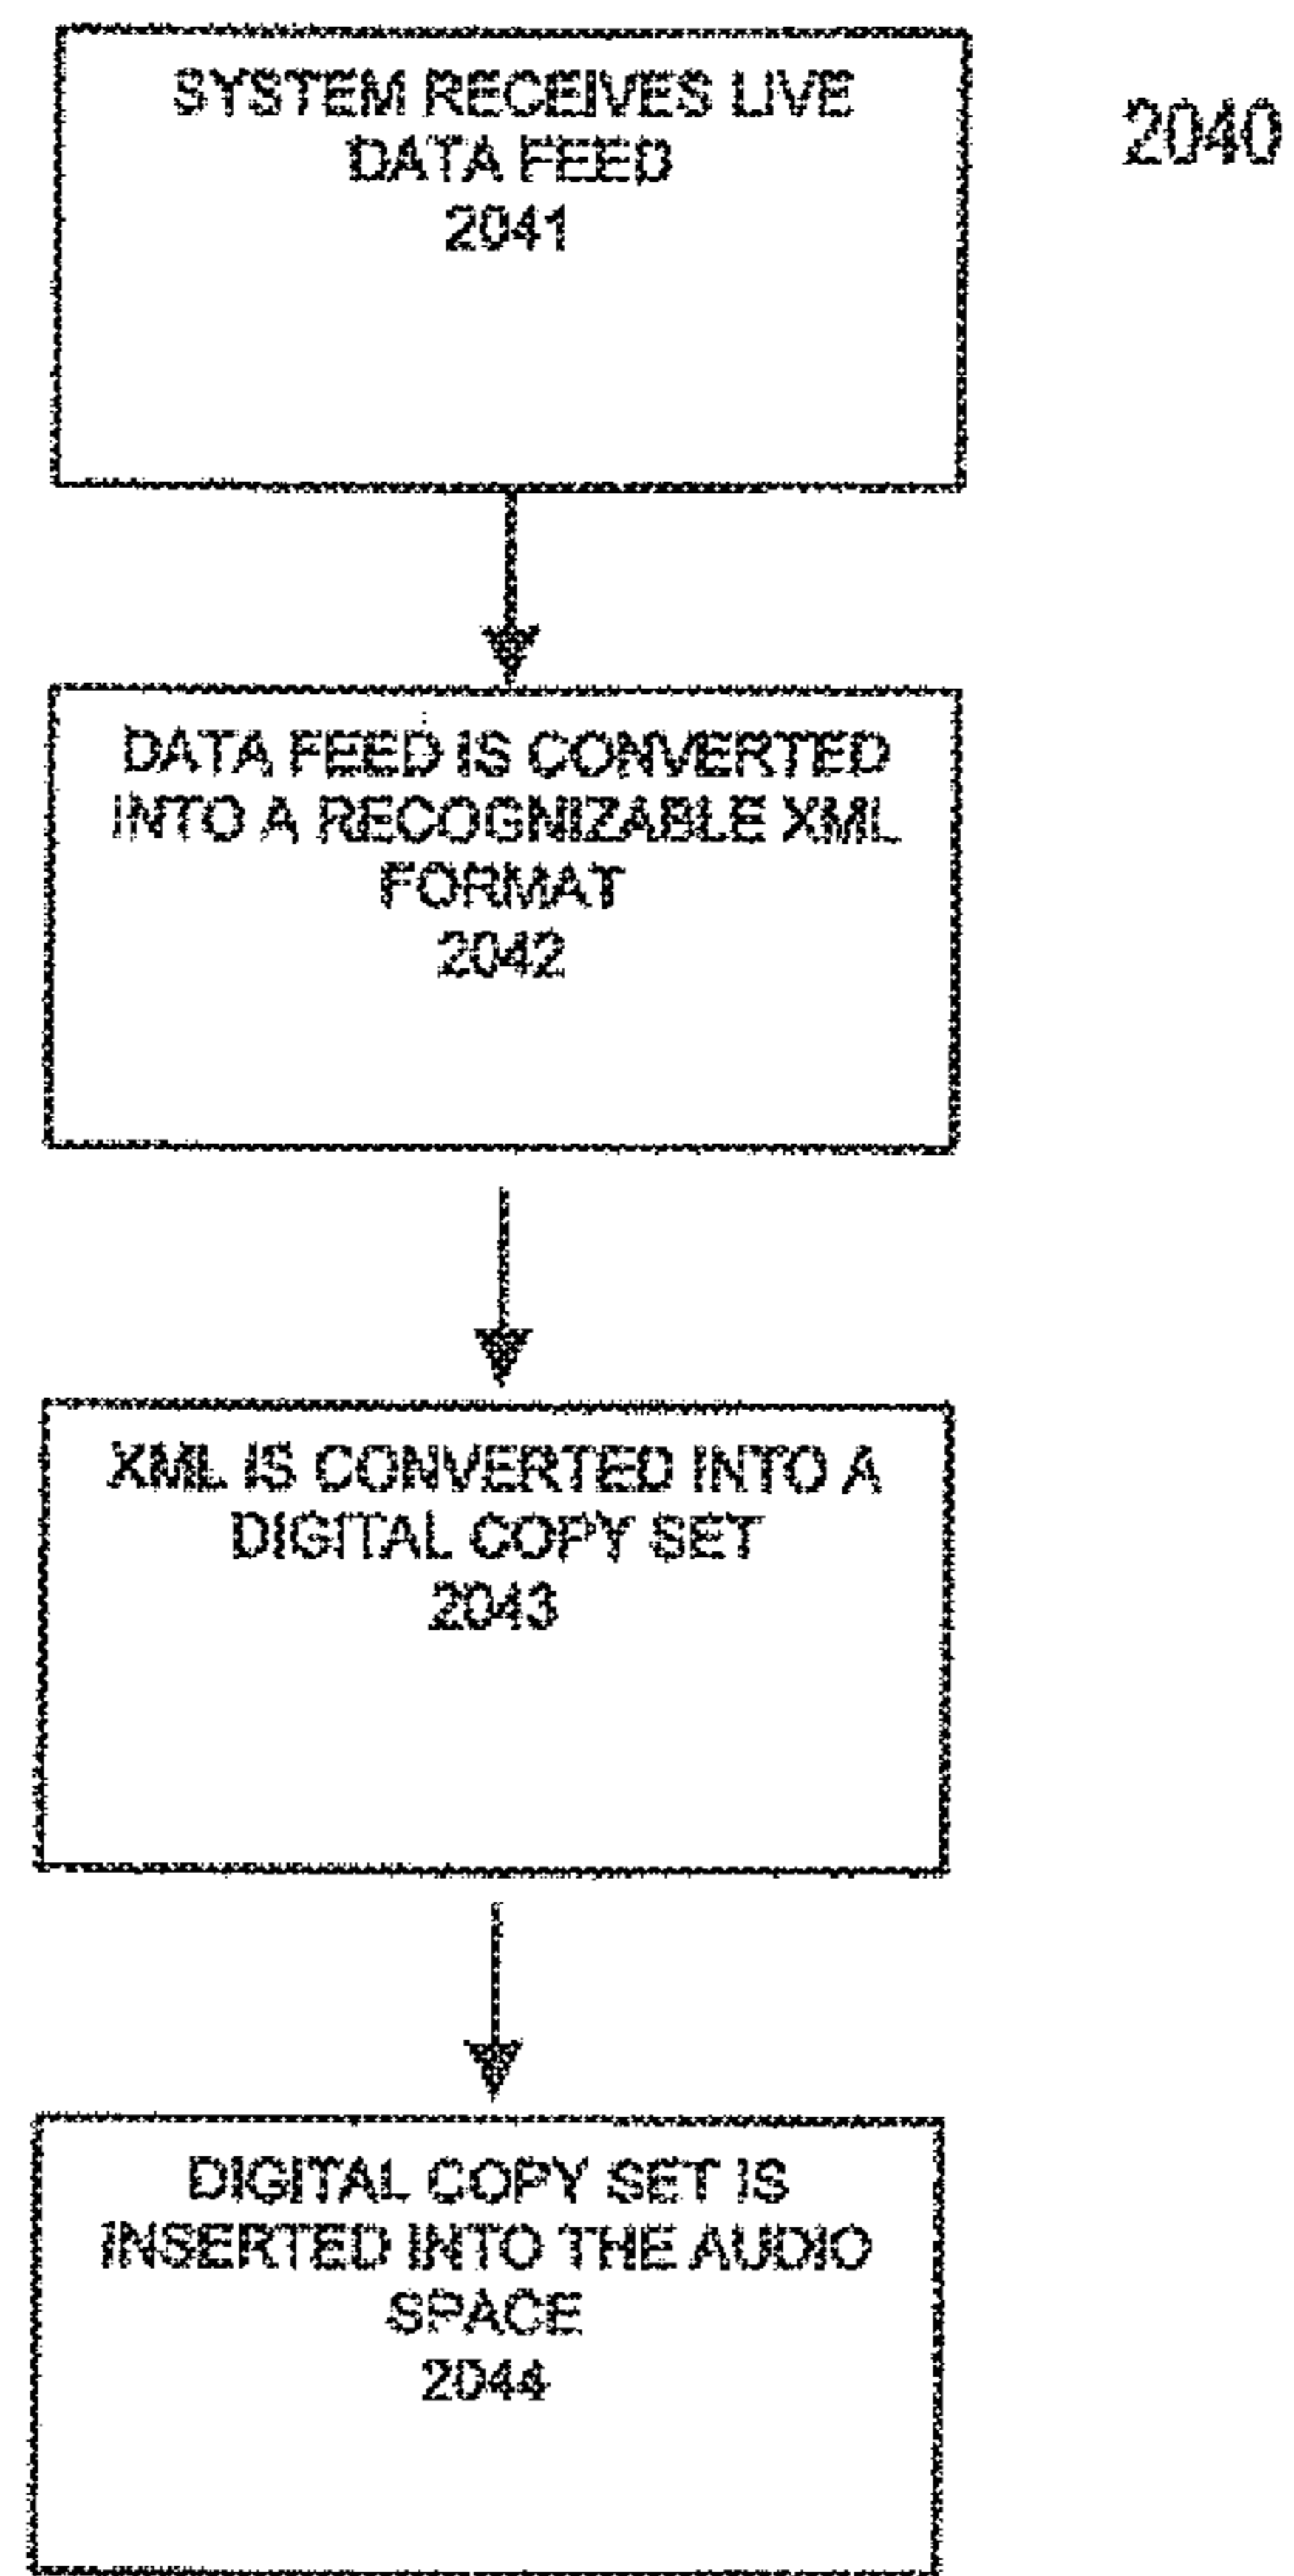 SYSTEM RECEIVES LIVE
DATA FEED
2041
2040
DATA FEED IS CONVERTED
INTO A RECOGNIZABLE XML
FORMAT
2042
XML IS CONVERTED INTO A
DIGITAL COPY SET
2043
DIGITAL COPY SET IS
INSERTED INTO THE AUDIO
SPACE
2044